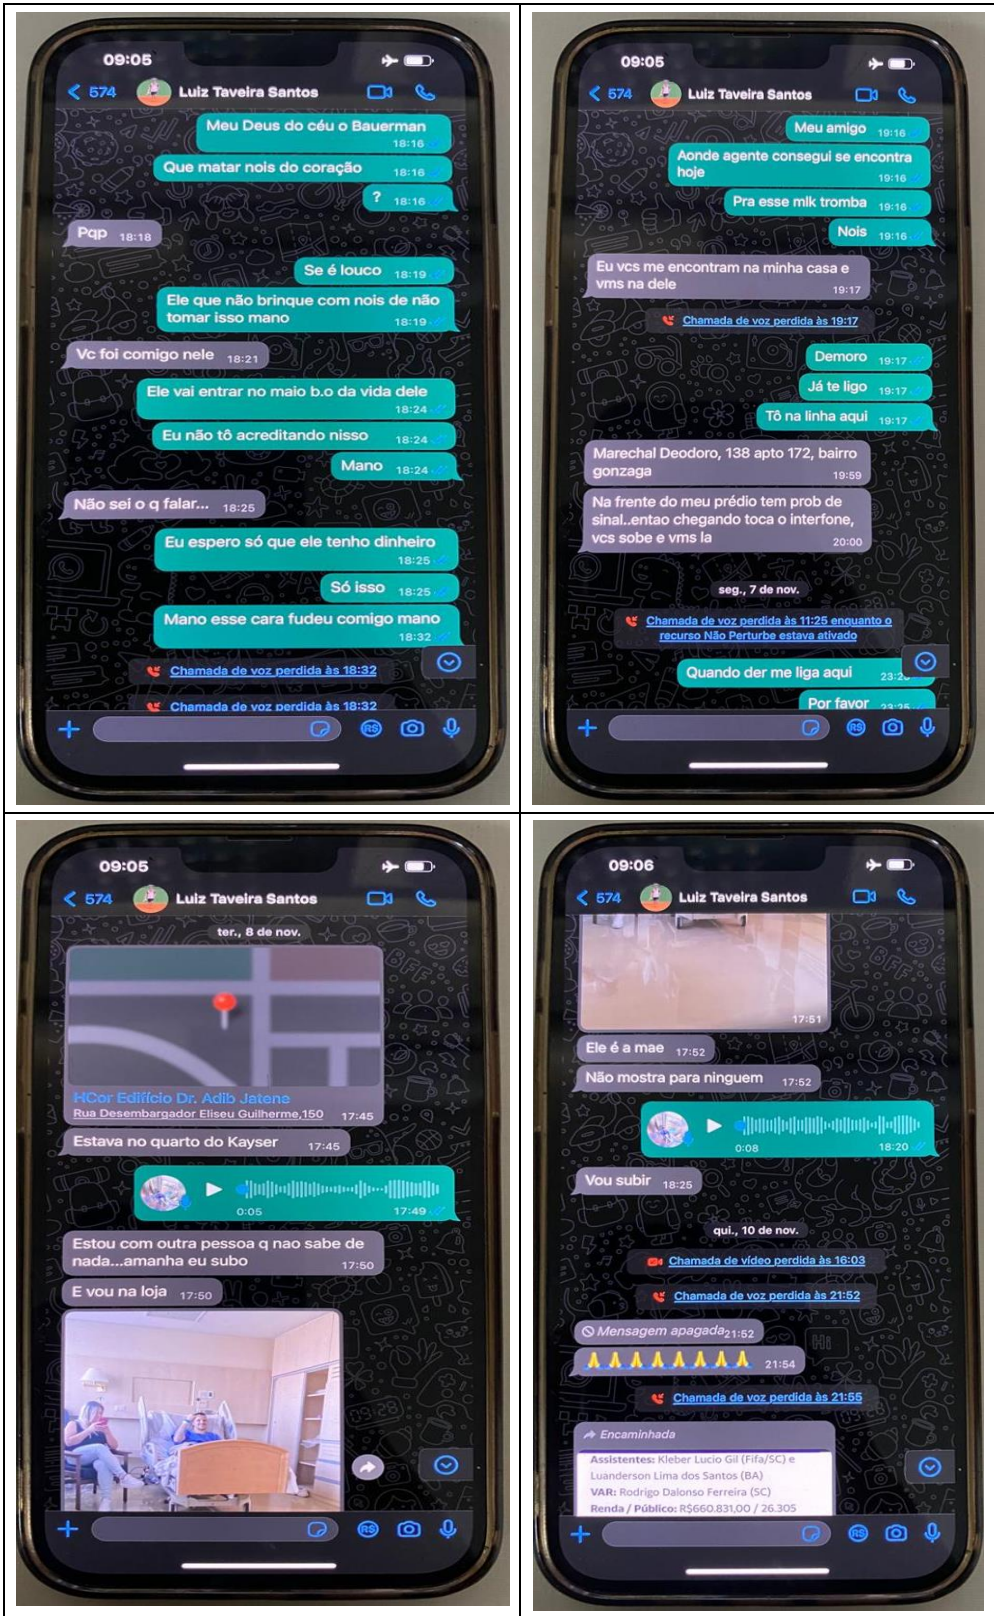 09:05
574
Luiz Taveira Santos
Meu Deus do céu o Bauerman
18:16
Que matar nois do coração
18:16
? 18:16
Pqp 18:18
Se é louco 18:19
Ele que não brinque com nois de não
tomar isso mano
18:19
Vc foi comigo nele 18:21
Ele vai entrar no maio b.o da vida dele
18:24
Eu não tô acreditando nisso
18:24
Mano 18:24
Não sei o q falar... 18:25
Eu espero só que ele tenho dinheiro
18:25
Só isso 18:25
Mano esse cara fudeu comigo mano
18:32
Chamada de voz perdida às 18:32
Chamada de voz perdida às 18:32
R$
09:05
574
Luiz Taveira Santos
Meu amigo 19:16
Aonde agente consegui se encontra
hoje
19:16
Pra esse mlk tromba 19:16
Nois 19:16
Eu vcs me encontram na minha casa e
vms na dele
19:17
Chamada de voz perdida às 19:17
Demoro 19:17
Já te ligo 19:17
Tô na linha aqui 19:17
Marechal Deodoro, 138 apto 172, bairro
gonzaga
19:59
Na frente do meu prédio tem prob de
sinal..entao chegando toca o interfone,
vcs sobe e vms la
20:00
seg., 7 de nov.
Chamada de voz perdida às 11:25 enquanto o
recurso Não Perturbe estava ativado
Quando der me liga aqui
Por favor 23:25
R$
09:05
574
Luiz Taveira Santos
ter., 8 de nov.
HCor Edifício Dr. Adib Jatene
Rua Desembargador Eliseu Guilherme,150 17:45
Estava no quarto do Kayser 17:45
0:05 17:49
Estou com outra pessoa q nao sabe de
nada...amanha eu subo
17:50
E vou na loja 17:50
R$
09:06
574
Luiz Taveira Santos
BFF
17:51
Ele é a mae 17:52
Não mostra para ninguem 17:52
0:08 18:20
Vou subir 18:25
qui., 10 de nov.
Chamada de vídeo perdida às 16:03
Chamada de voz perdida às 21:52
Mensagem apagada 21:52
🙏🙏🙏🙏🙏🙏🙏🙏 21:54
Chamada de voz perdida às 21:55
Encaminhada
Assistentes: Kleber Lucio Gil (Fifa/SC) e
Luanderson Lima dos Santos (BA)
VAR: Rodrigo Dalonso Ferreira (SC)
Renda / Público: R$660.831,00 / 26.305
R$